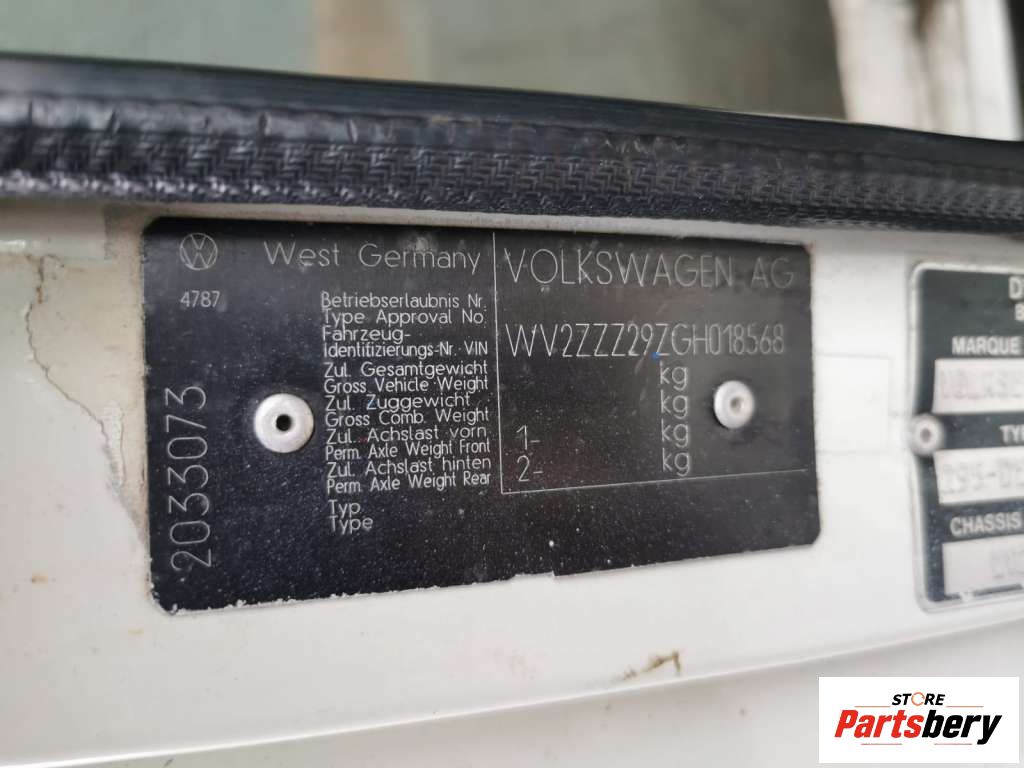 West Germany
VOLKSWAGEN AG
4787
Betriebserlaubnis Nr.
Type Approval No
Fahrzeug-
Identifizierungs-Nr. VIN
WV2ZZZ29ZGH018568
Zul. Gesamtgewicht
Gross Vehicle Weight
kg
Zul. Zuggewicht
Gross Comb. Weight
kg
Zul. Achslast vorn
Perm. Axle Weight Front
1- kg
Zul. Achslast hinten
Perm. Axle Weight Rear
2- kg
Typ
Type
2033073
MARQUE
CHASSIS
STORE
Partsbery